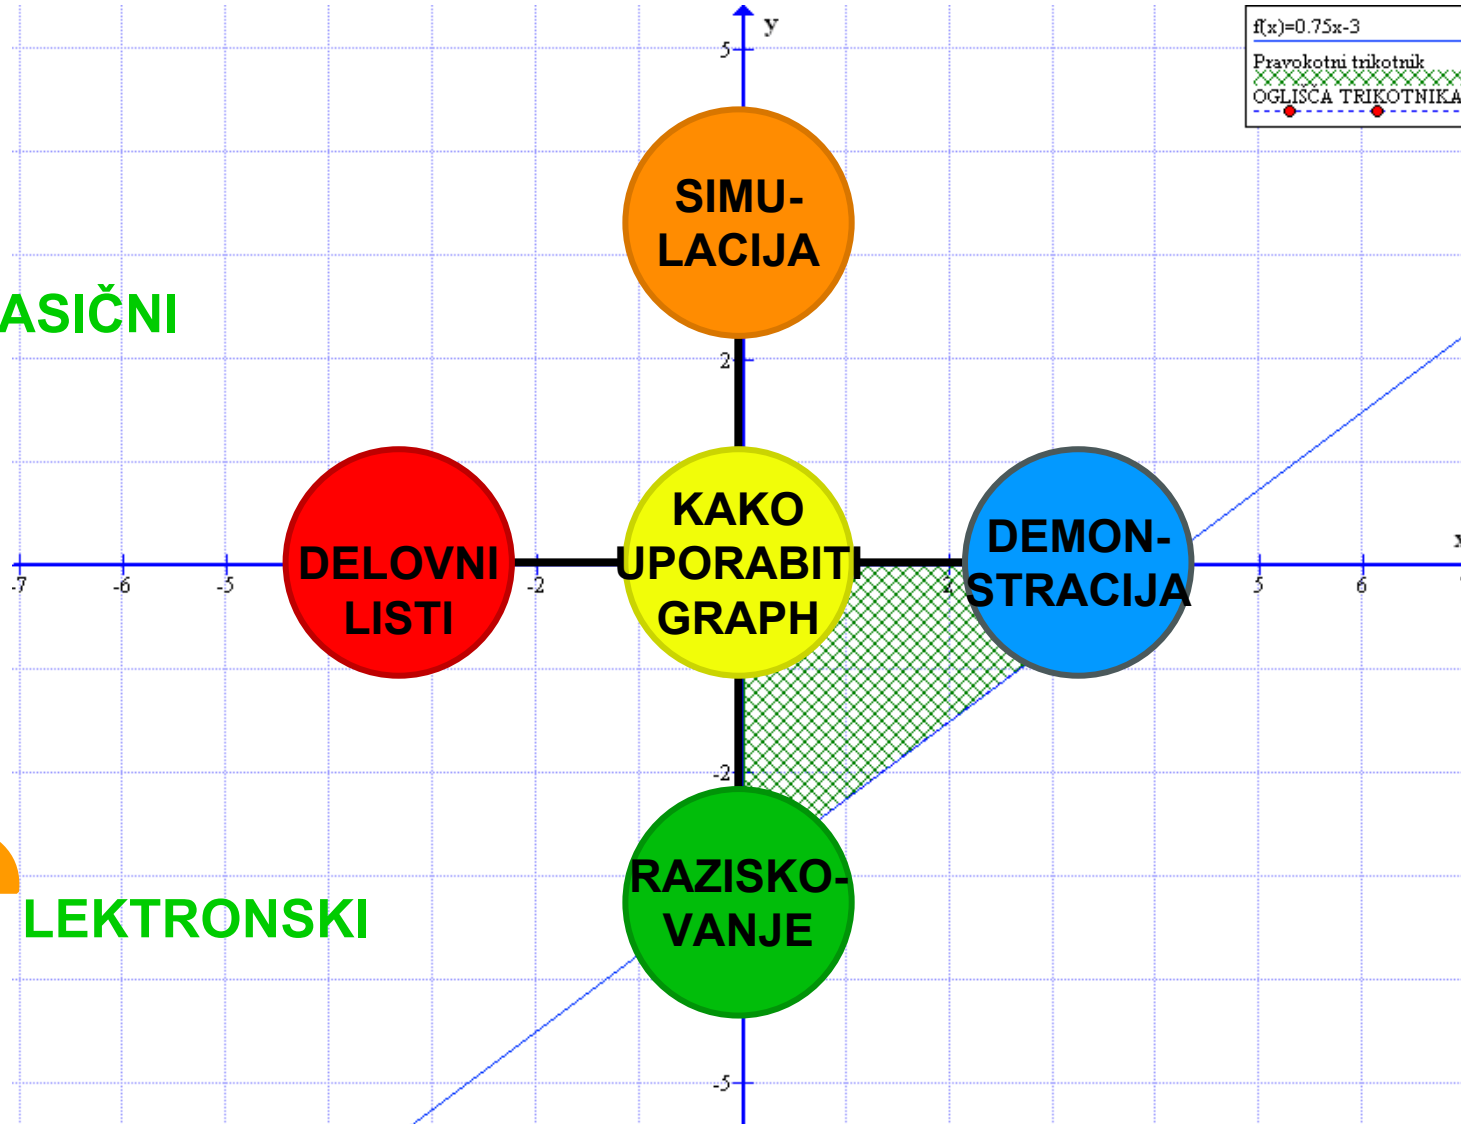 y
f(x)=0.75x-3
Pravokotni trikotnik
OGLIŠČA TRIKOTNIKA
5
SIMU-
LACIJA
ASIČNI
2
KAKO
UPORABITI
GRAPH
DELOVNI
LISTI
DEMON-
STRACIJA
x
-7 -6 -5 -2 2 5 6
-2
RAZISKO-
VANJE
LEKTRONSKI
-5